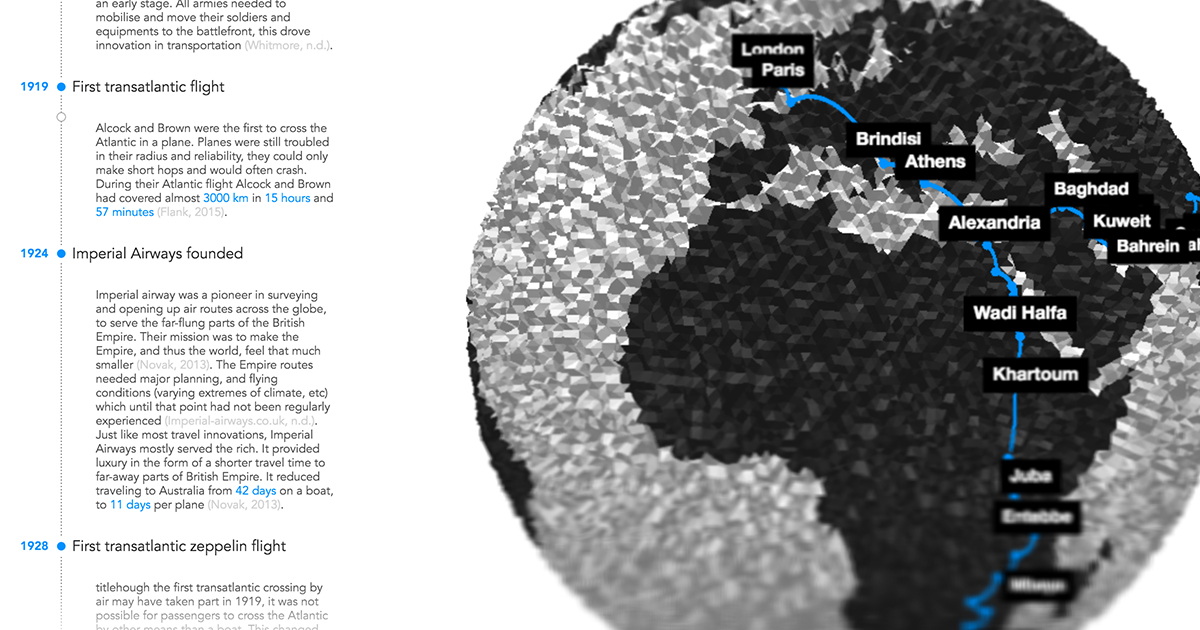 an early stage. All armies needed to
mobilise and move their soldiers and
equipments to the battlefront, this drove
innovation in transportation (Whitmore, n.d.).
1919 First transatlantic flight
Alcock and Brown were the first to cross the
Atlantic in a plane. Planes were still troubled
in their radius and reliability, they could only
make short hops and would often crash.
During their Atlantic flight Alcock and Brown
had covered almost 3000 km in 15 hours and
57 minutes (Flank, 2015).
1924 Imperial Airways founded
Imperial airway was a pioneer in surveying
and opening up air routes across the globe,
to serve the far-flung parts of the British
Empire. Their mission was to make the
Empire, and thus the world, feel that much
smaller (Novak, 2013). The Empire routes
needed major planning, and flying
conditions (varying extremes of climate, etc)
which until that point had not been regularly
experienced (Imperial-airways.co.uk, n.d.).
Just like most travel innovations, Imperial
Airways mostly served the rich. It provided
luxury in the form of a shorter travel time to
far-away parts of British Empire. It reduced
traveling to Australia from 42 days on a boat,
to 11 days per plane (Novak, 2013).
1928 First transatlantic zeppelin flight
titlehough the first transatlantic crossing by
air may have taken part in 1919, it was not
possible for passengers to cross the Atlantic
by other means than a boat. This changed
London
Paris
Brindisi
Athens
Baghdad
Alexandria
Kuweit
Bahrein
Wadi Halfa
Khartoum
Juba
Entebbe